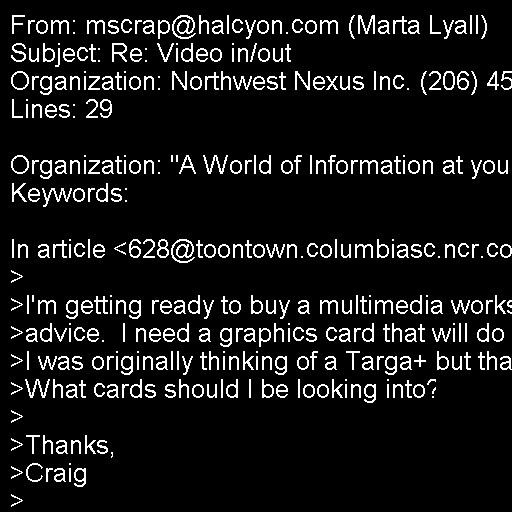 From: mscrap@halcyon.com (Marta Lyall)
Subject: Re: Video in/out
Organization: Northwest Nexus Inc. (206) 45
Lines: 29

Organization: "A World of Information at you
Keywords:

In article <628@toontown.columbiasc.ncr.co
>
>I'm getting ready to buy a multimedia works
>advice.  I need a graphics card that will do
>I was originally thinking of a Targa+ but tha
>What cards should I be looking into?
>
>Thanks,
>Craig
>